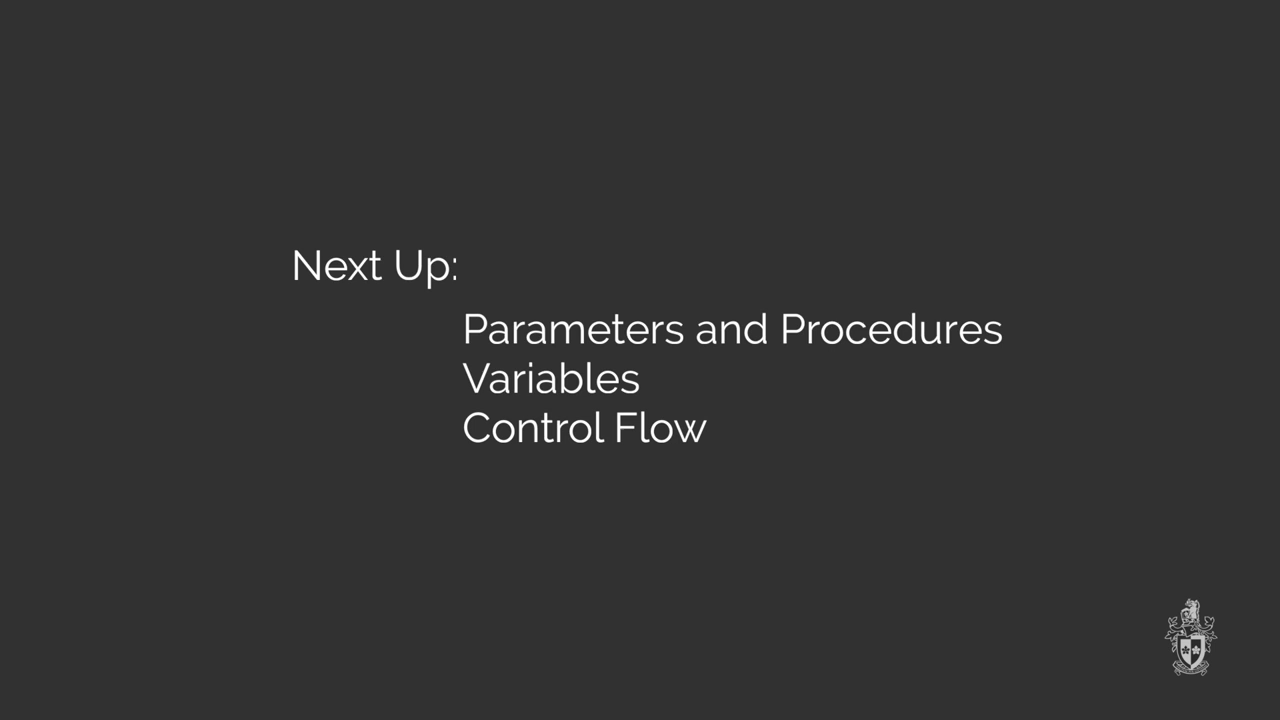 Next Up:
Parameters and Procedures
Variables
Control Flow